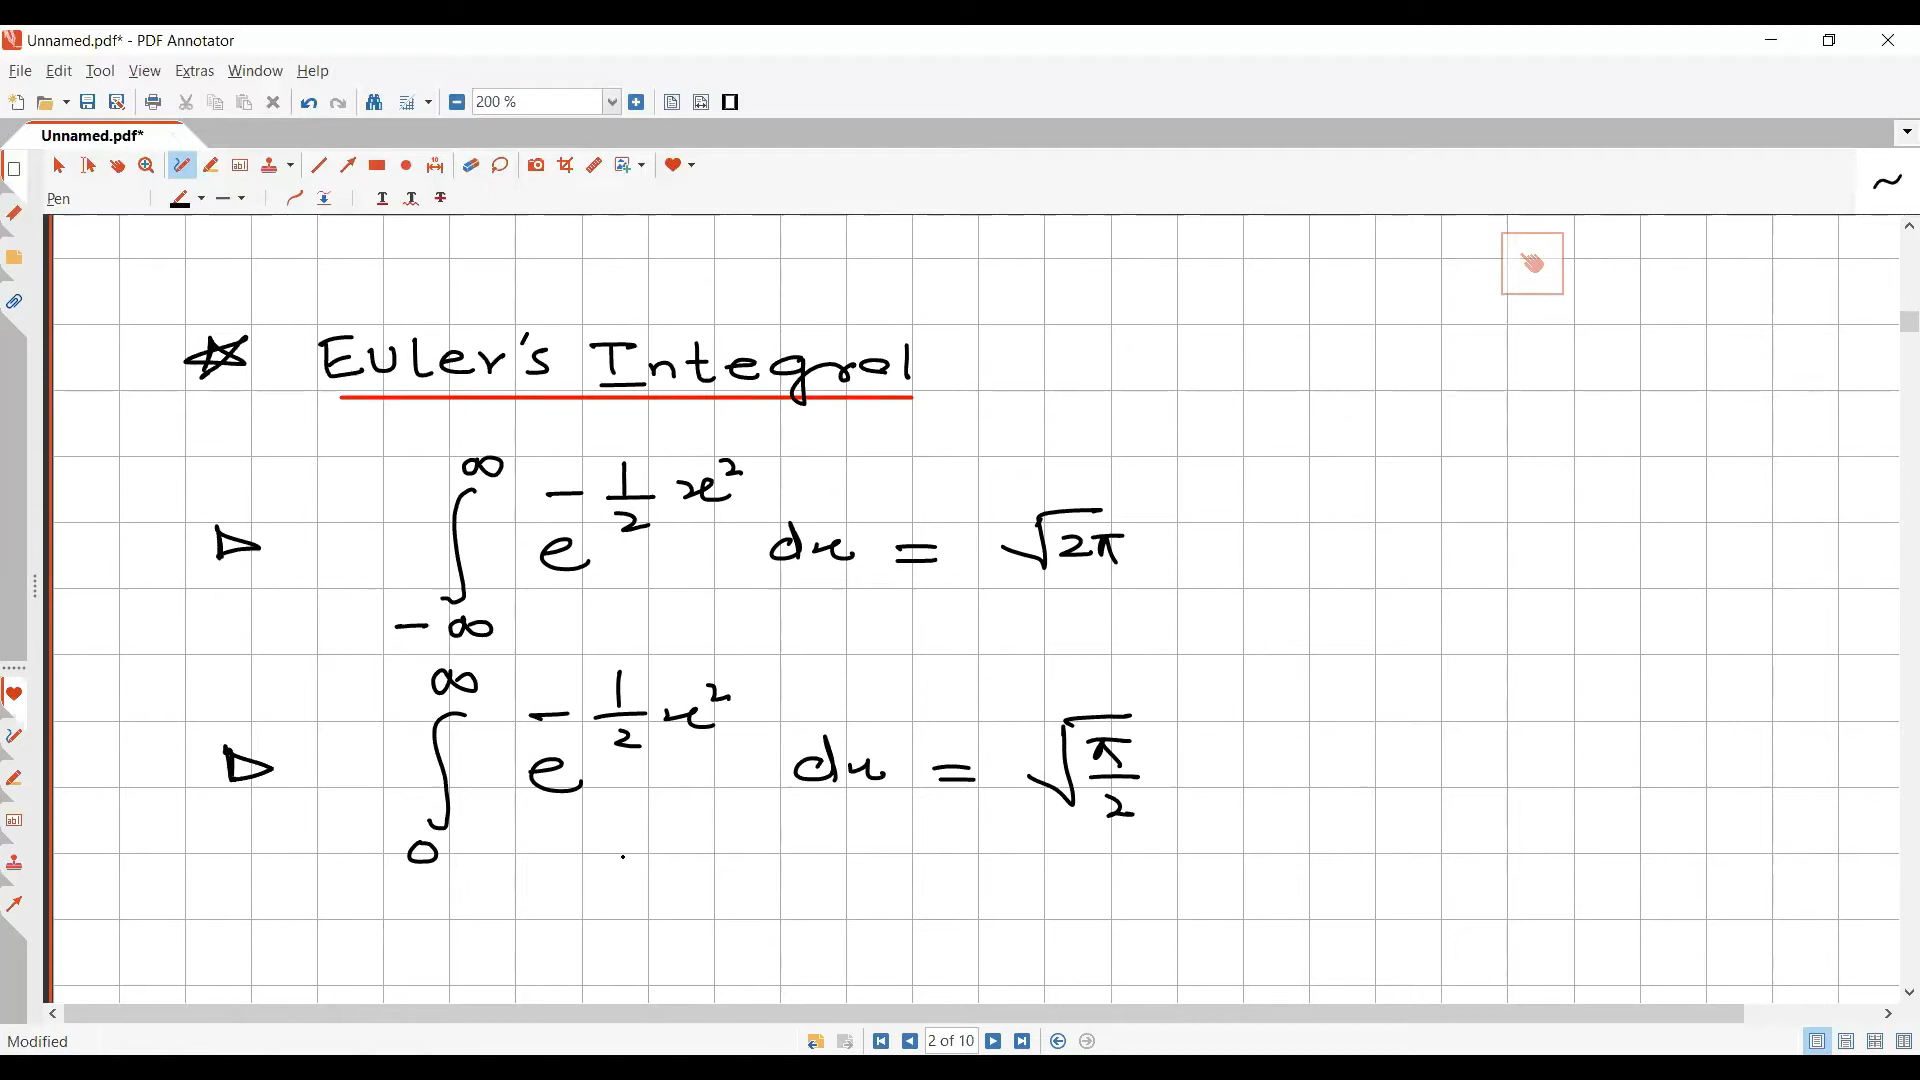 Unnamed.pdf* - PDF Annotator
File Edit Tool View Extras Window Help
200 %
Unnamed.pdf*
Pen
Euler's Integral
∫_{-∞}^{∞} e^{-1/2 x²} dx = √2π
∫_{0}^{∞} e^{-1/2 x²} dx = √(π/2)
Modified
2 of 10